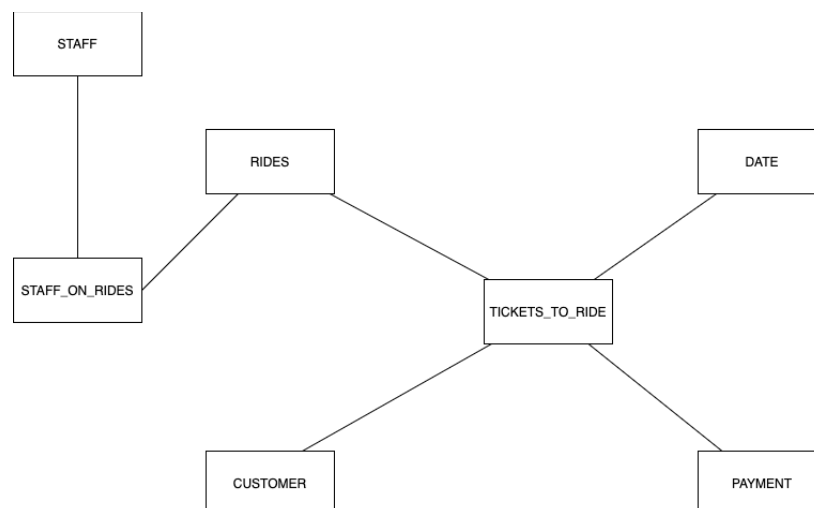 STAFF
RIDES
DATE
STAFF_ON_RIDES
TICKETS_TO_RIDE
CUSTOMER
PAYMENT